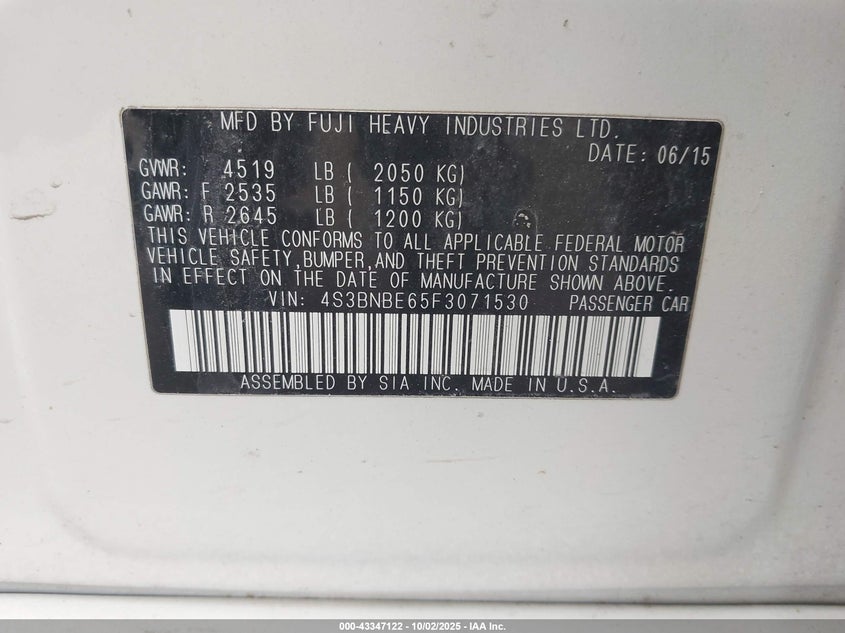 MFD BY FUJI HEAVY INDUSTRIES LTD.
DATE: 06/15
GVWR: 4519 LB ( 2050 KG)
GAWR: F 2535 LB ( 1150 KG)
GAWR: R 2645 LB ( 1200 KG)
THIS VEHICLE CONFORMS TO ALL APPLICABLE FEDERAL MOTOR
VEHICLE SAFETY,BUMPER,AND THEFT PREVENTION STANDARDS
IN EFFECT ON THE DATE OF MANUFACTURE SHOWN ABOVE.
VIN: 4S3BNBE65F3071530 PASSENGER CAR
ASSEMBLED BY SIA INC. MADE IN U.S.A.
000-43347122 - 10/02/2025 - IAA Inc.